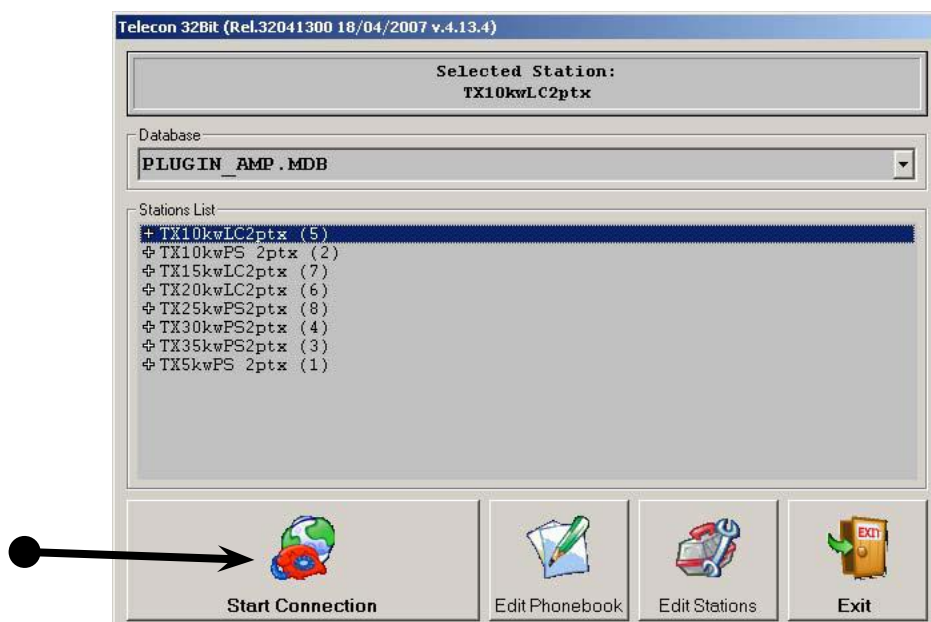 Telecon 32Bit (Rel.32041300 18/04/2007 v.4.13.4)
Selected Station:
TX10kwLC2ptx
Database
PLUGIN_AMP.MDB
Stations List
+ TX10kwLC2ptx (5)
+ TX10kwPS 2ptx (2)
+ TX15kwLC2ptx (7)
+ TX20kwLC2ptx (6)
+ TX25kwPS2ptx (8)
+ TX30kwPS2ptx (4)
+ TX35kwPS2ptx (3)
+ TX5kwPS 2ptx (1)
EXIT
Start Connection Edit Phonebook Edit Stations Exit